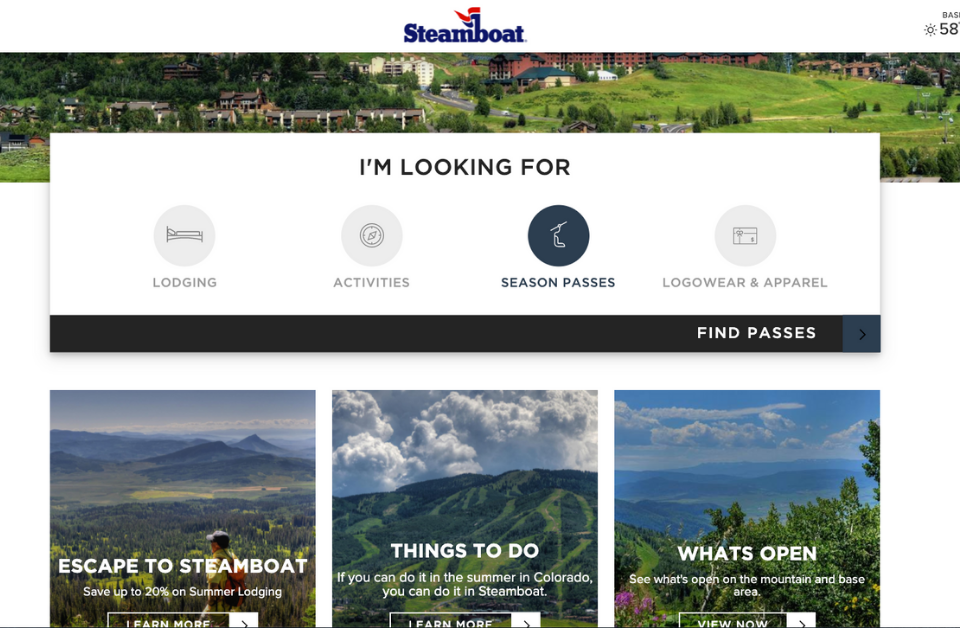 Steamboat
58°
I'M LOOKING FOR
LODGING
ACTIVITIES
SEASON PASSES
LOGOWEAR & APPAREL
FIND PASSES
ESCAPE TO STEAMBOAT
Save up to 20% on Summer Lodging
LEARN MORE
THINGS TO DO
If you can do it in the summer in Colorado,
you can do it in Steamboat.
LEARN MORE
WHATS OPEN
See what's open on the mountain and base
area.
VIEW NOW